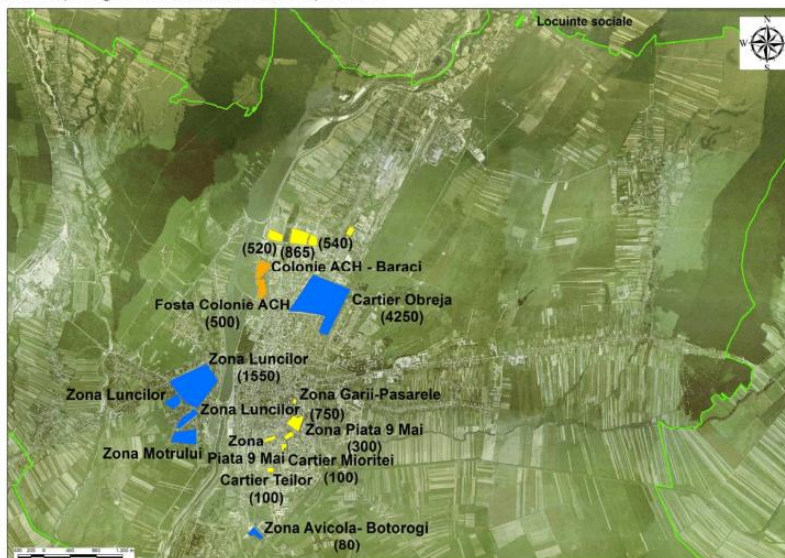 Locuinte sociale
N
W
E
S
(520)
(865)
(540)
Colonie ACH - Baraci
Fosta Colonie ACH
(500)
Cartier Obreja
(4250)
Zona Luncilor
(1550)
Zona Luncilor
Zona Luncilor
Zona Motrului
Zona Garii-Pasarele
(750)
Zona Piata 9 Mai
(300)
Zona
Piata 9 Mai
Cartier Mioritei
(100)
Cartier Teilor
(100)
Zona Avicola- Botorogi
(80)